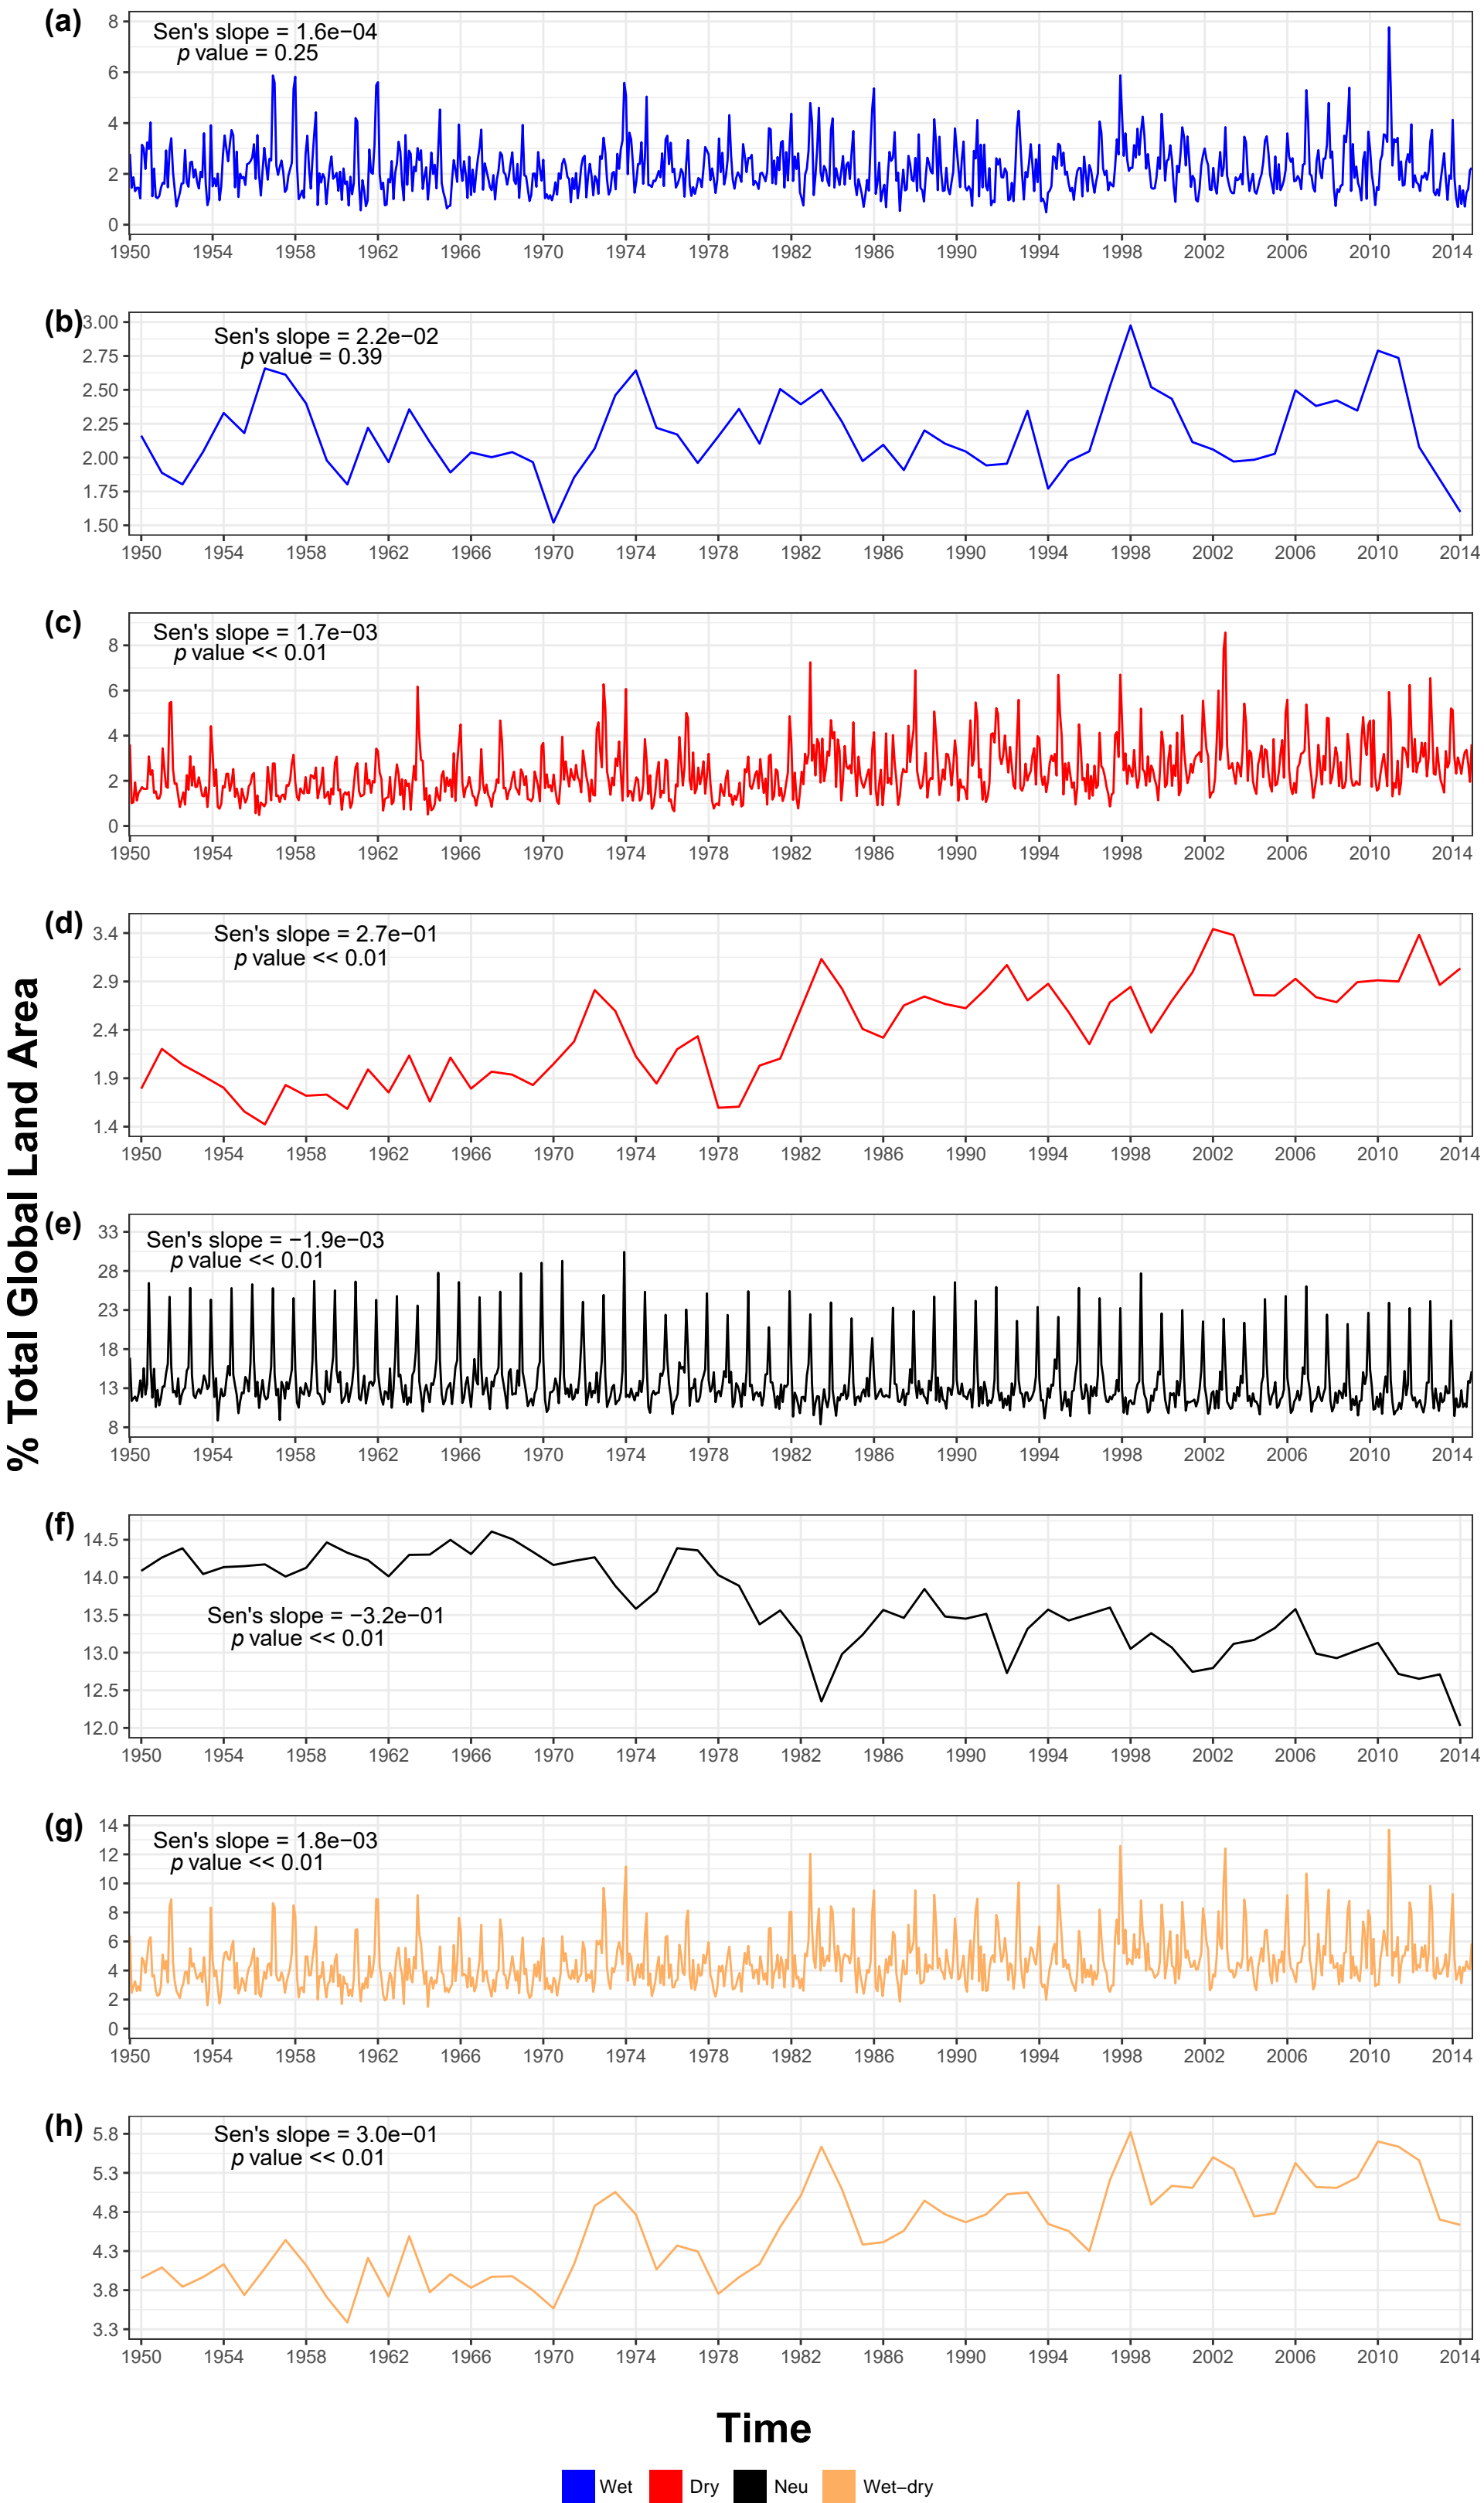 % Total Global Land Area
(a)
Sen's slope = 1.6e−04
p value = 0.25
8
6
4
2
0
1950 1954 1958 1962 1966 1970 1974 1978 1982 1986 1990 1994 1998 2002 2006 2010 2014
(b)
Sen's slope = 2.2e−02
p value = 0.39
3.00
2.75
2.50
2.25
2.00
1.75
1.50
1950 1954 1958 1962 1966 1970 1974 1978 1982 1986 1990 1994 1998 2002 2006 2010 2014
(c)
Sen's slope = 1.7e−03
p value << 0.01
8
6
4
2
0
1950 1954 1958 1962 1966 1970 1974 1978 1982 1986 1990 1994 1998 2002 2006 2010 2014
(d)
Sen's slope = 2.7e−01
p value << 0.01
3.4
2.9
2.4
1.9
1.4
1950 1954 1958 1962 1966 1970 1974 1978 1982 1986 1990 1994 1998 2002 2006 2010 2014
(e)
Sen's slope = −1.9e−03
p value << 0.01
33
28
23
18
13
8
1950 1954 1958 1962 1966 1970 1974 1978 1982 1986 1990 1994 1998 2002 2006 2010 2014
(f)
14.5
14.0
13.5
13.0
12.5
12.0
Sen's slope = −3.2e−01
p value << 0.01
1950 1954 1958 1962 1966 1970 1974 1978 1982 1986 1990 1994 1998 2002 2006 2010 2014
(g)
Sen's slope = 1.8e−03
p value << 0.01
14
12
10
8
6
4
2
0
1950 1954 1958 1962 1966 1970 1974 1978 1982 1986 1990 1994 1998 2002 2006 2010 2014
(h)
Sen's slope = 3.0e−01
p value << 0.01
5.8
5.3
4.8
4.3
3.8
3.3
1950 1954 1958 1962 1966 1970 1974 1978 1982 1986 1990 1994 1998 2002 2006 2010 2014
Time
Wet Dry Neu Wet−dry